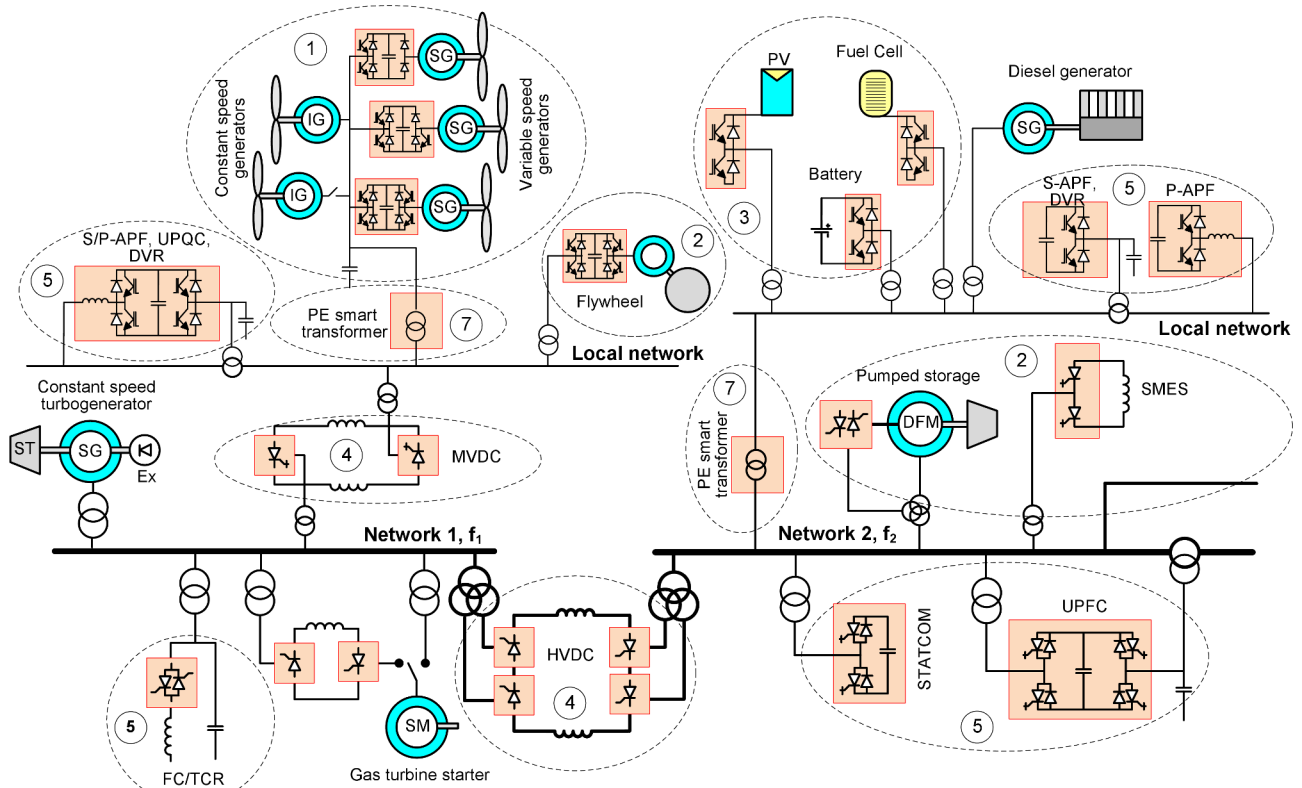 1
SG
Constant speed
generators
IG
SG
Variable speed
generators
IG
SG
PV
Fuel Cell
Diesel generator
SG
Battery
3
S-APF,
DVR
5
P-APF
S/P-APF, UPQC,
DVR
5
2
Flywheel
PE smart
transformer
7
Local network
Local network
Constant speed
turbogenerator
ST
SG
Ex
4
MVDC
7
PE smart
transformer
Pumped storage
DFM
2
SMES
Network 1, f1
Network 2, f2
HVDC
4
STATCOM
UPFC
5
5
FC/TCR
SM
Gas turbine starter